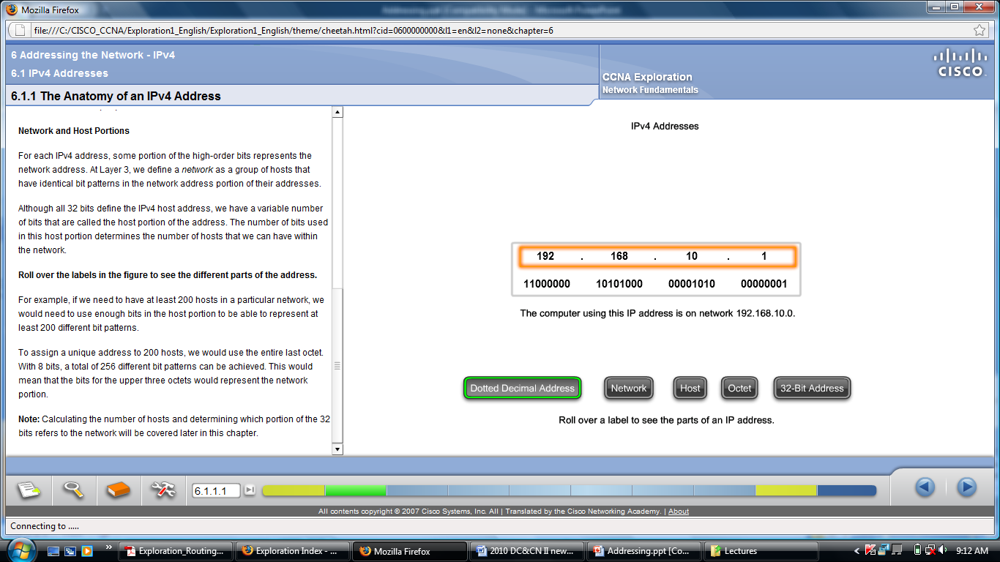 Mozilla Firefox
file:///C:/CISCO_CCNA/Exploration1_English/Exploration1_English/theme/cheetah.html?cid=0600000000&l1=en&l2=none&chapter=6
6 Addressing the Network - IPv4
6.1 IPv4 Addresses
6.1.1 The Anatomy of an IPv4 Address
CCNA Exploration
Network Fundamentals
CISCO
Network and Host Portions
For each IPv4 address, some portion of the high-order bits represents the
network address. At Layer 3, we define a network as a group of hosts that
have identical bit patterns in the network address portion of their addresses.
Although all 32 bits define the IPv4 host address, we have a variable number
of bits that are called the host portion of the address. The number of bits used
in this host portion determines the number of hosts that we can have within
the network.
Roll over the labels in the figure to see the different parts of the address.
For example, if we need to have at least 200 hosts in a particular network, we
would need to use enough bits in the host portion to be able to represent at
least 200 different bit patterns.
To assign a unique address to 200 hosts, we would use the entire last octet.
With 8 bits, a total of 256 different bit patterns can be achieved. This would
mean that the bits for the upper three octets would represent the network
portion.
Note: Calculating the number of hosts and determining which portion of the 32
bits refers to the network will be covered later in this chapter.
IPv4 Addresses
192 . 168 . 10 . 1
11000000 10101000 00001010 00000001
The computer using this IP address is on network 192.168.10.0.
Dotted Decimal Address Network Host Octet 32-Bit Address
Roll over a label to see the parts of an IP address.
6.1.1.1
All contents copyright © 2007 Cisco Systems, Inc. All | Translated by the Cisco Networking Academy. | About
Connecting to .....
Exploration_Routing... Exploration Index - ... Mozilla Firefox 2010 DC&CN II new... Addressing.ppt [Co... Lectures 9:12 AM